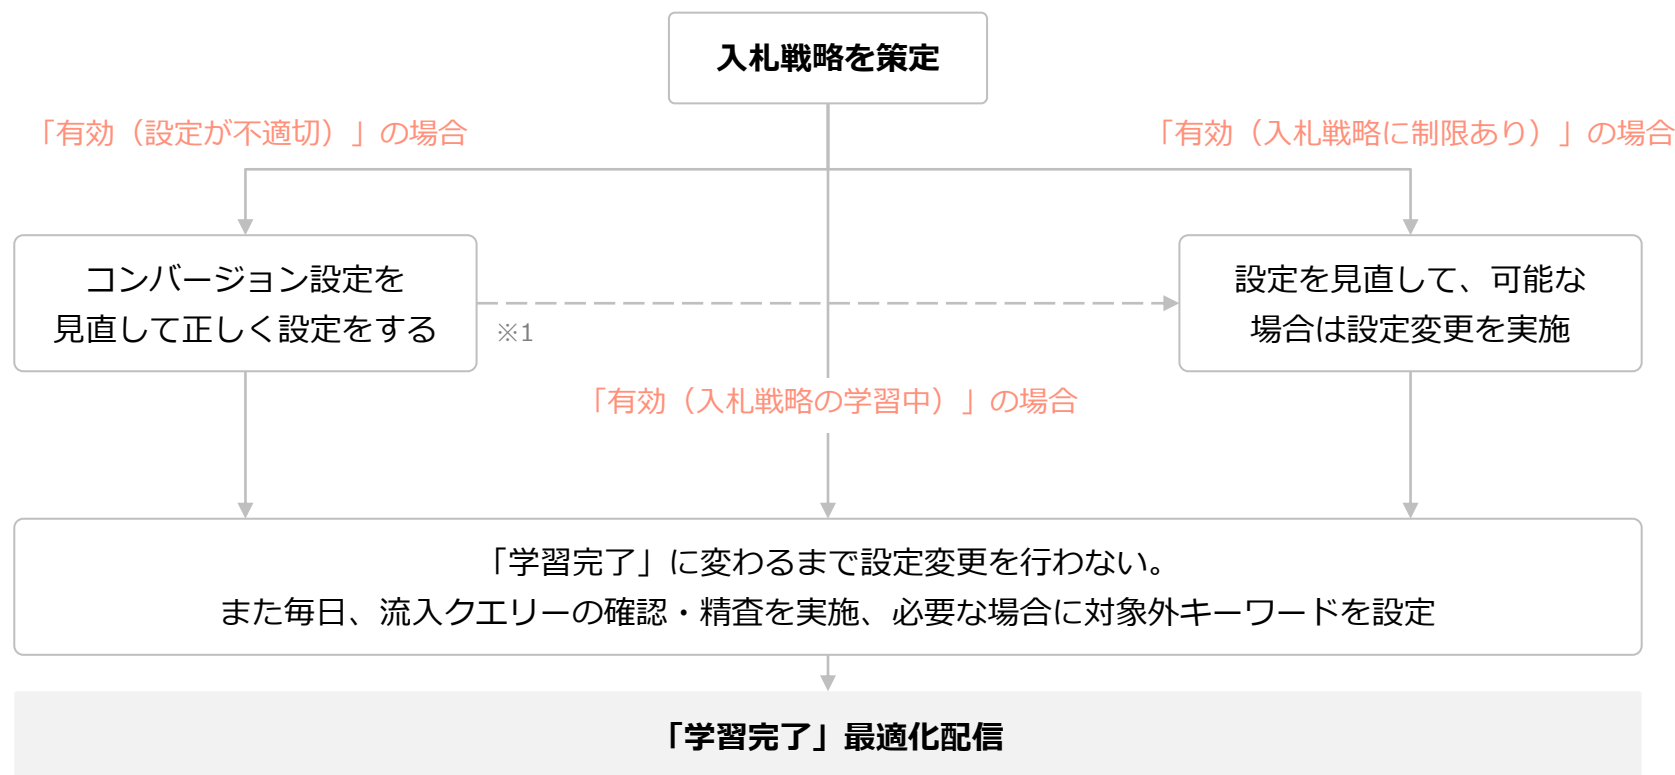 入札戦略を策定
「有効（設定が不適切）」の場合
「有効（入札戦略に制限あり）」の場合
コンバージョン設定を
見直して正しく設定をする
※1
設定を見直して、可能な
場合は設定変更を実施
「有効（入札戦略の学習中）」の場合
「学習完了」に変わるまで設定変更を行わない。
また毎日、流入クエリーの確認・精査を実施、必要な場合に対象外キーワードを設定
「学習完了」最適化配信